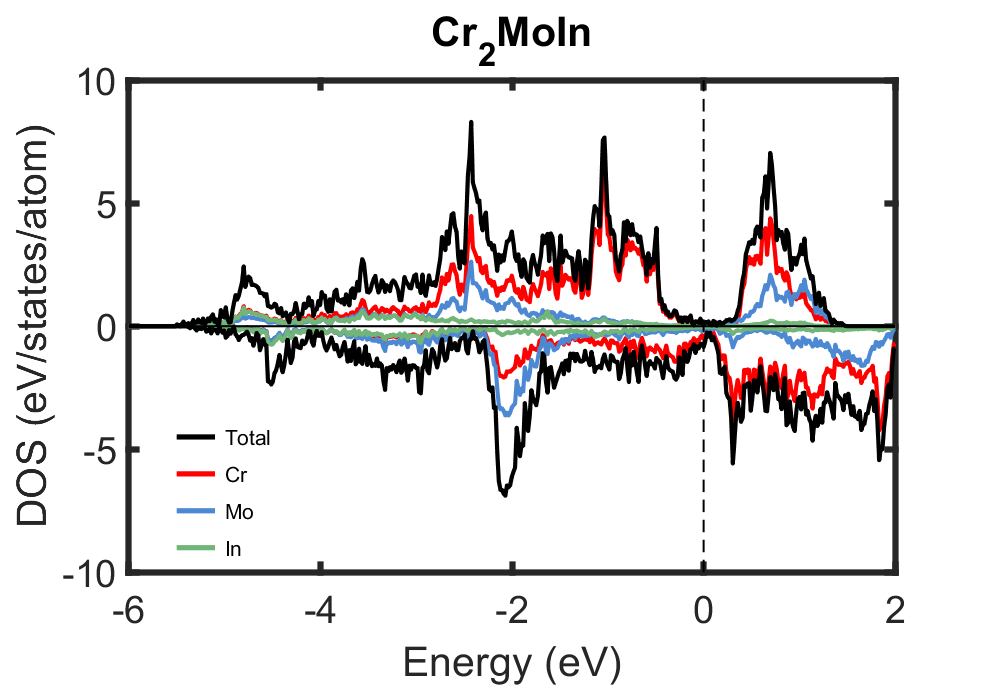 Cr2MoIn
DOS (eV/states/atom)
10
5
0
-5
-10
Total
Cr
Mo
In
-6 -4 -2 0 2
Energy (eV)